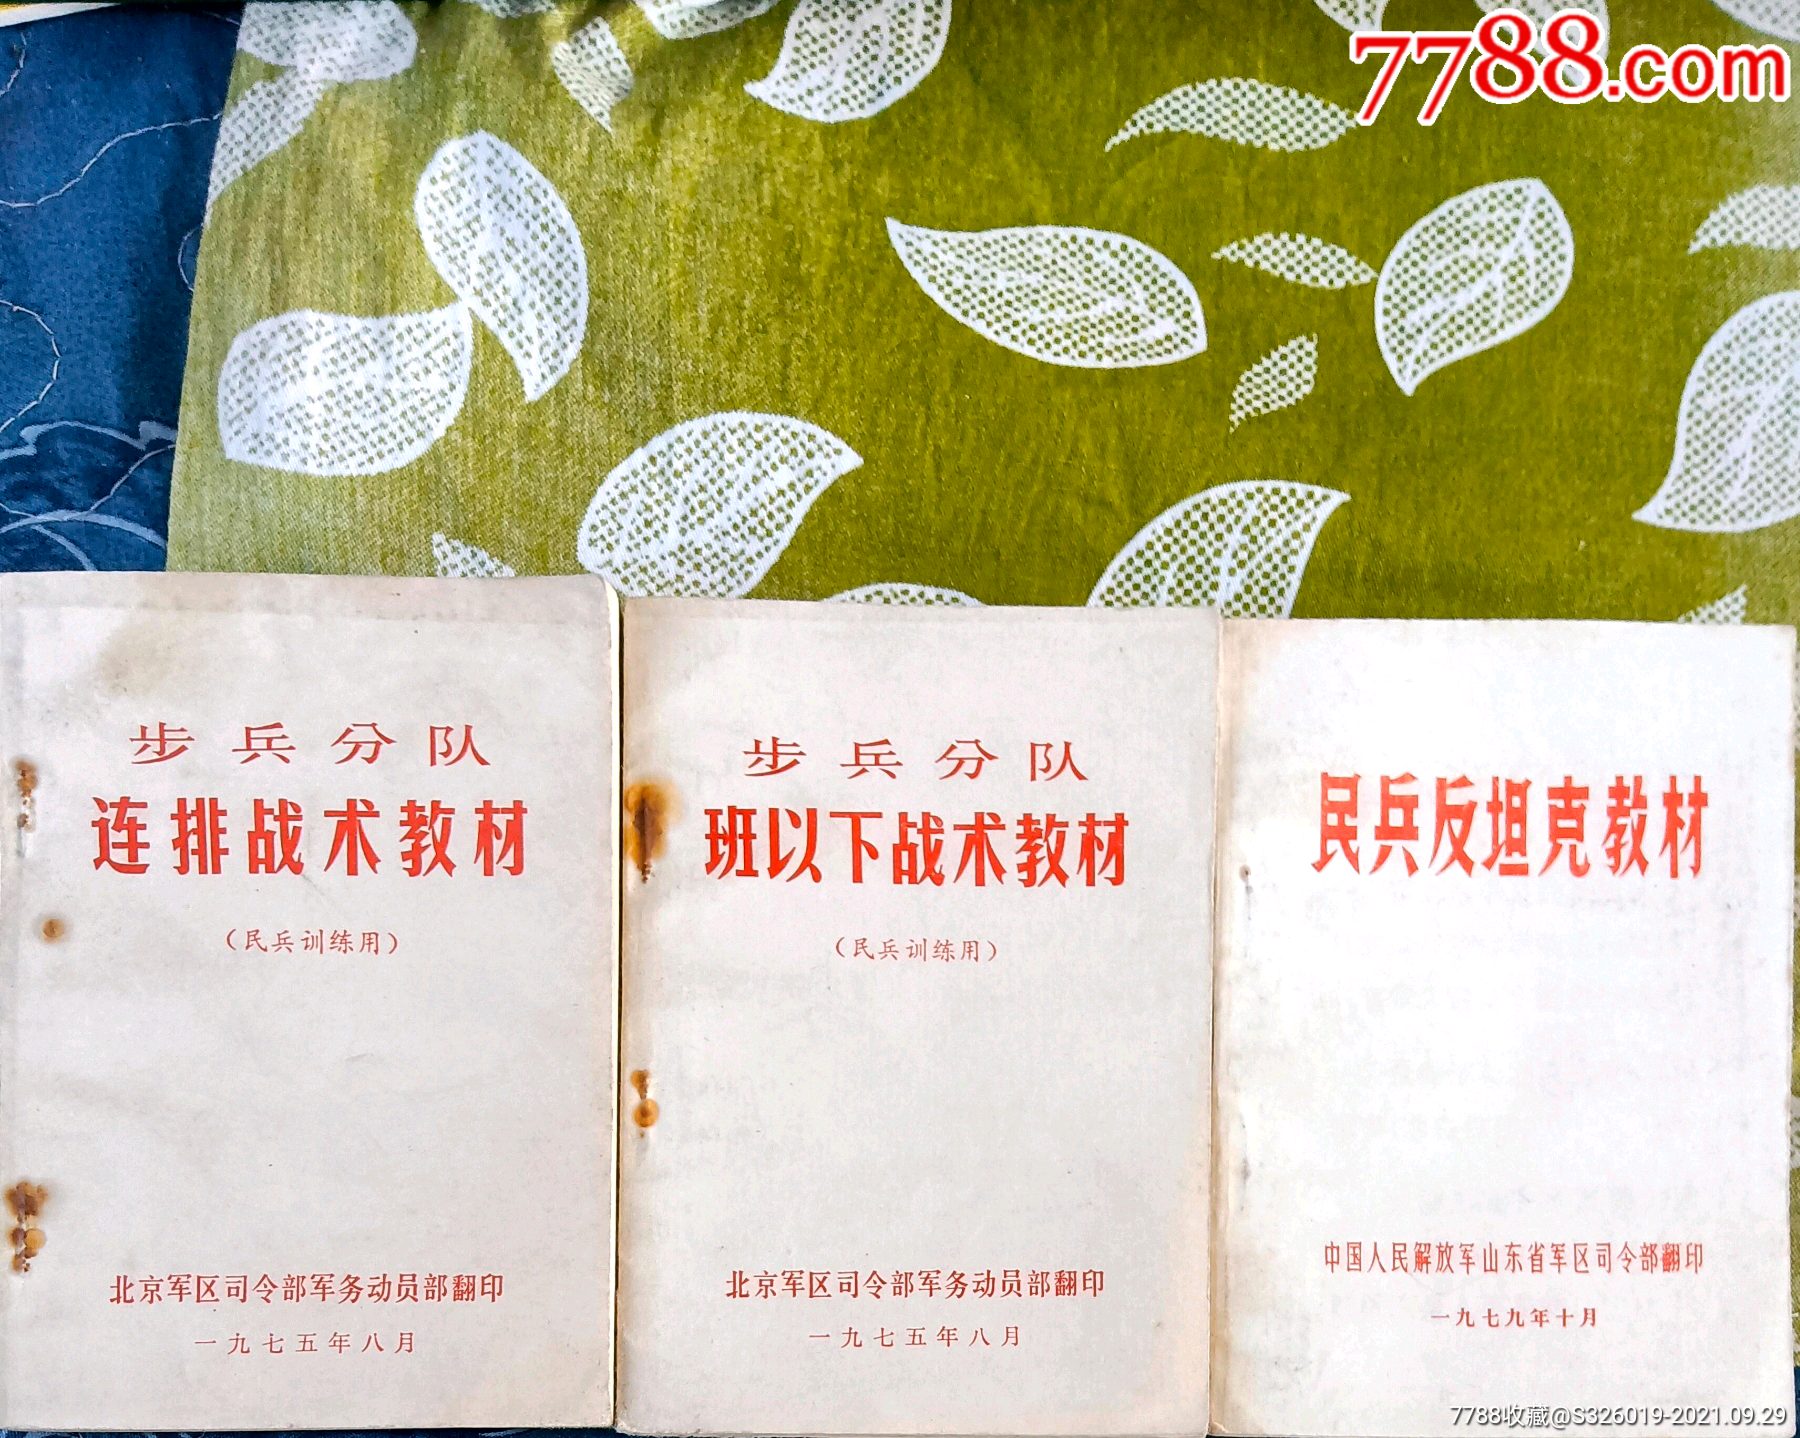 7788.com
步兵分队
连排战术教材
（民兵训练用）
北京军区司令部军务动员部翻印
一九七五年八月
步兵分队
班以下战术教材
（民兵训练用）
北京军区司令部军务动员部翻印
一九七五年八月
民兵反坦克教材
中国人民解放军山东省军区司令部翻印
一九七九年十月
7788收藏@S326019-2021.09.29